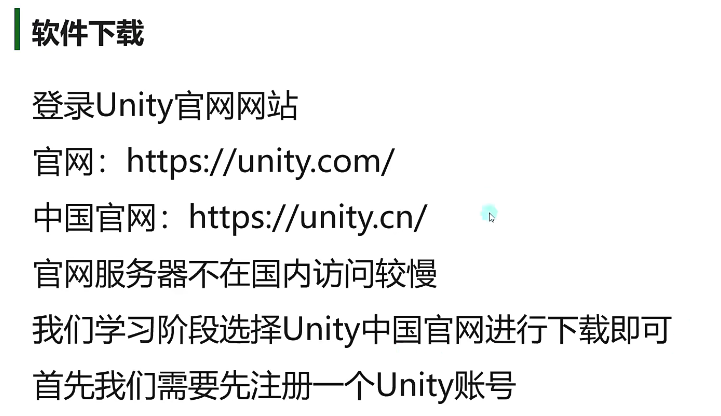 软件下载
登录Unity官网网站
官网：https://unity.com/
中国官网：https://unity.cn/
官网服务器不在国内访问较慢
我们学习阶段选择Unity中国官网进行下载即可
首先我们需要先注册一个Unity账号